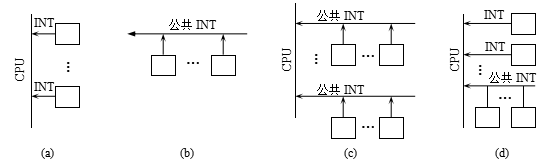 INT
CPU
…
INT
(a)
公共 INT
…
(b)
公共 INT
…
CPU
…
公共 INT
…
(c)
INT
INT
CPU
…
公共 INT
…
(d)